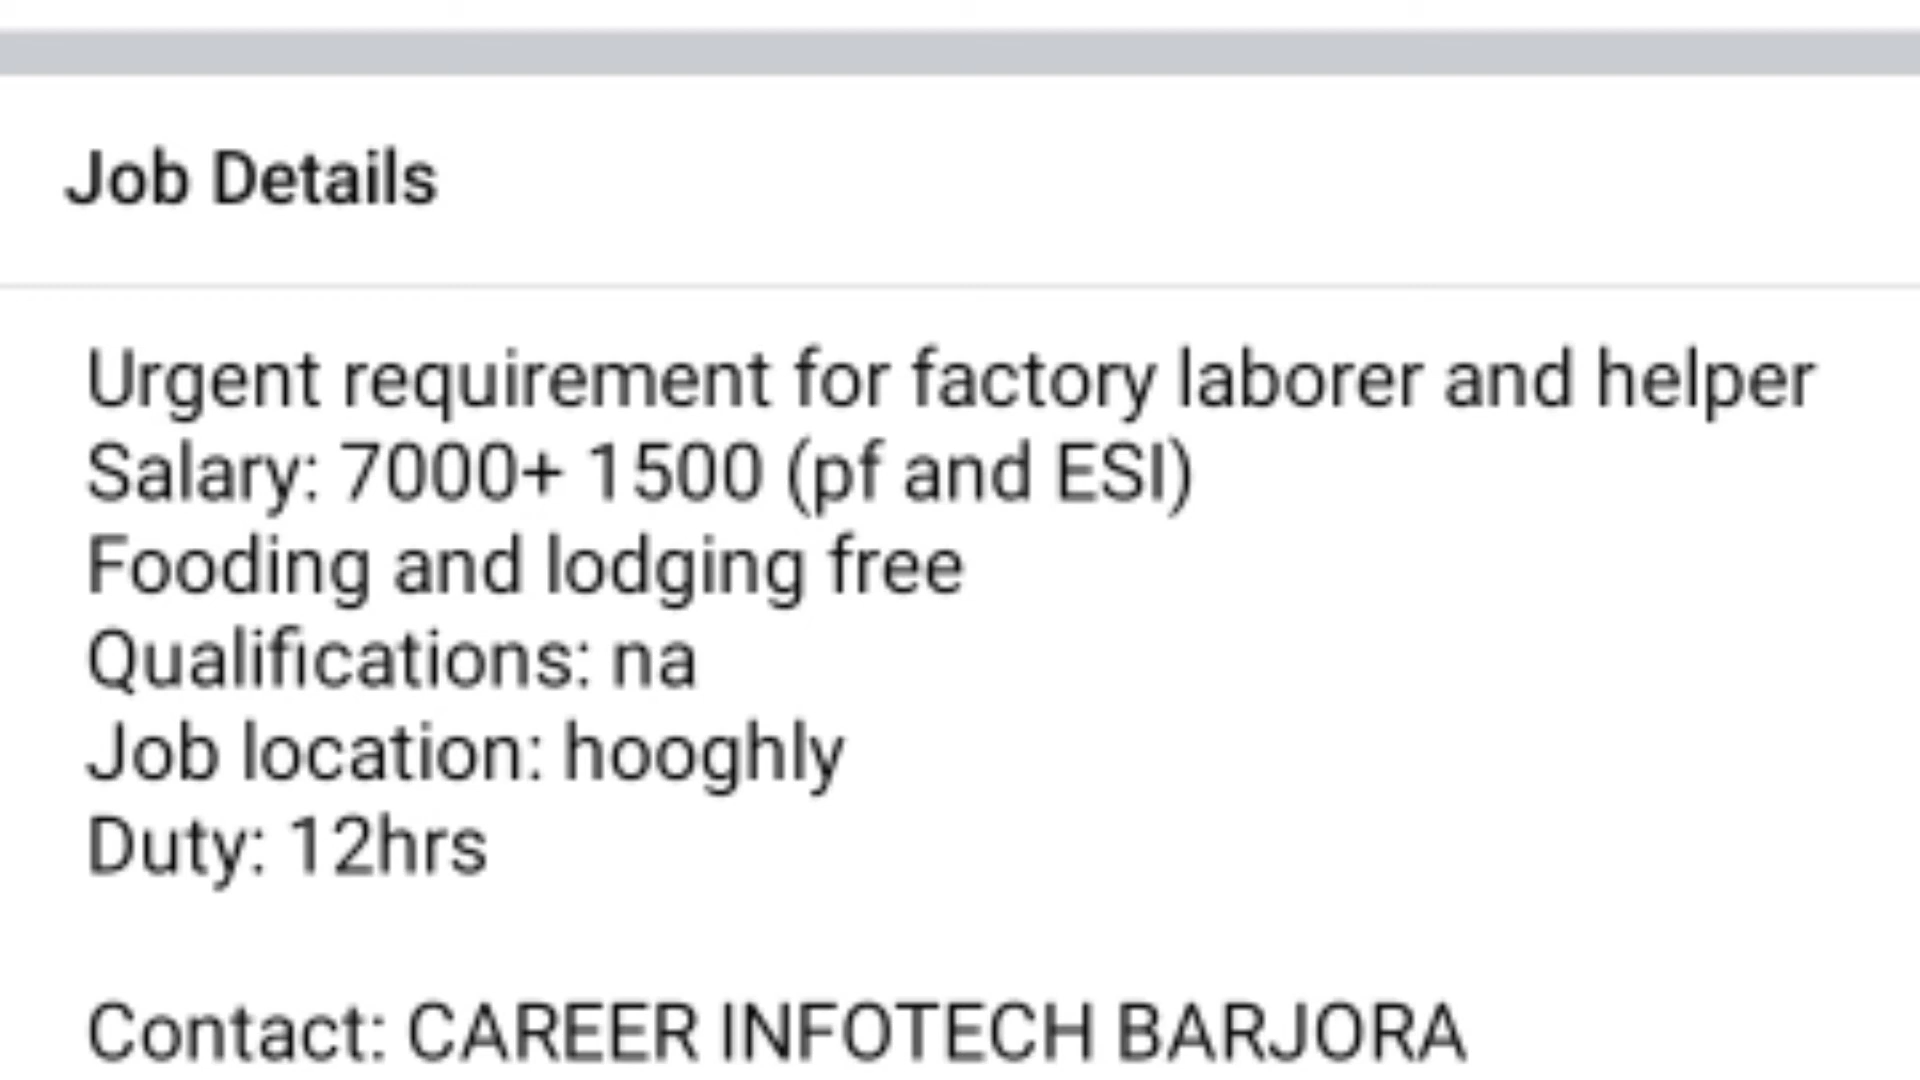 Job Details
Urgent requirement for factory laborer and helper
Salary: 7000+ 1500 (pf and ESI)
Fooding and lodging free
Qualifications: na
Job location: hooghly
Duty: 12hrs
Contact: CAREER INFOTECH BARJORA